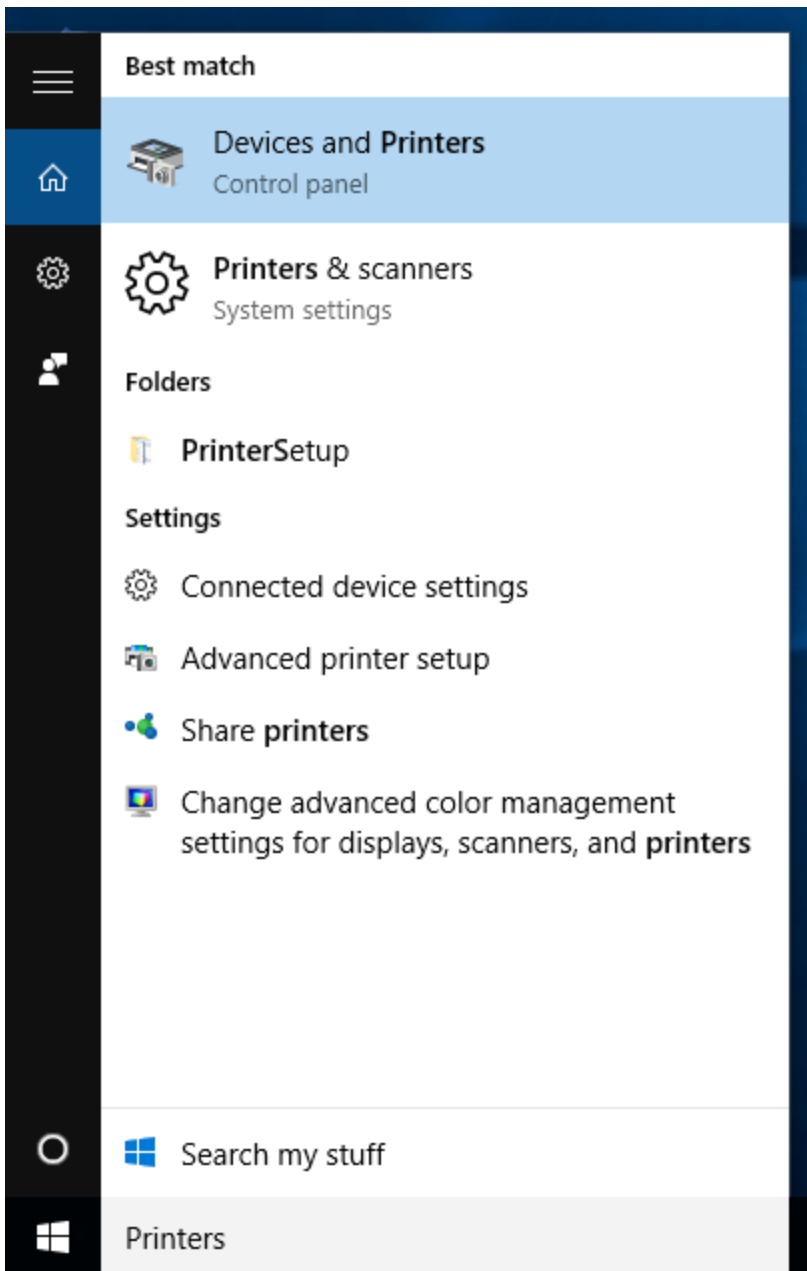 Best match
Devices and Printers
Control panel
Printers & scanners
System settings
Folders
PrinterSetup
Settings
Connected device settings
Advanced printer setup
Share printers
Change advanced color management
settings for displays, scanners, and printers
Search my stuff
Printers